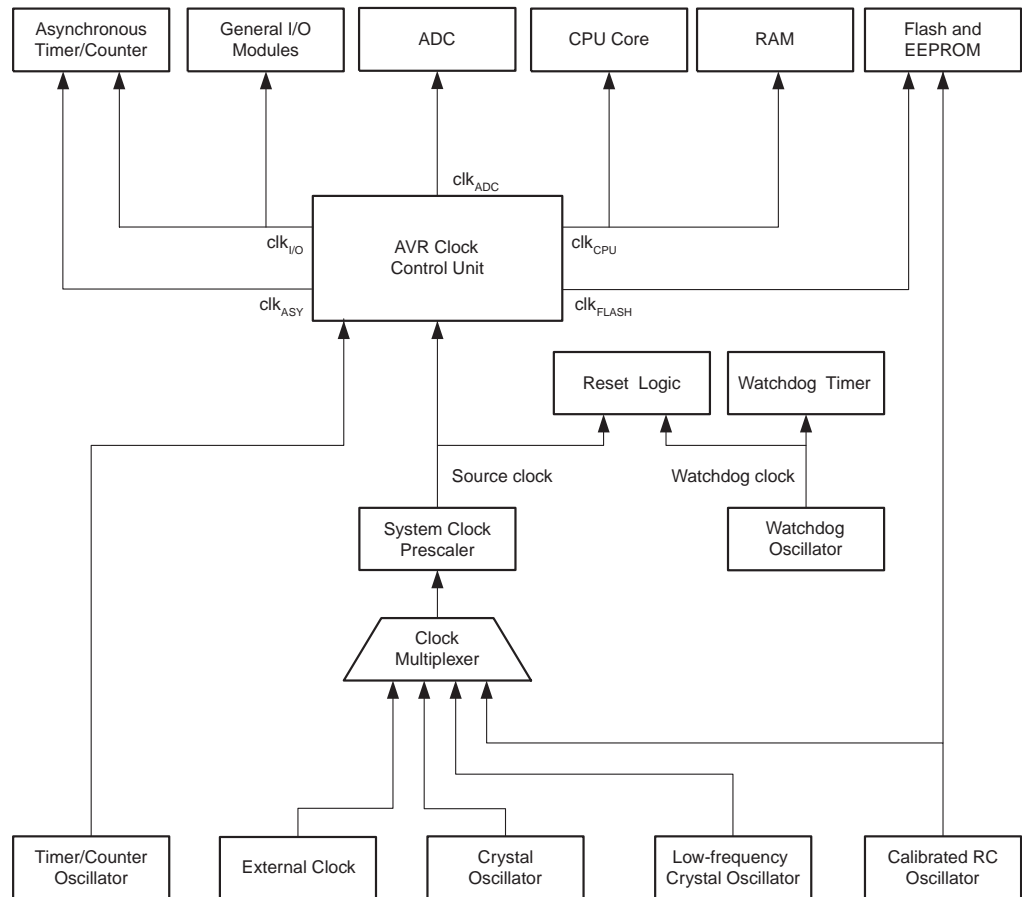 Asynchronous
Timer/Counter
General I/O
Modules
ADC
CPU Core
RAM
Flash and
EEPROM
clkADC
clkI/O
AVR Clock
Control Unit
clkCPU
clkASY
clkFLASH
Reset Logic
Watchdog Timer
Source clock
Watchdog clock
System Clock
Prescaler
Watchdog
Oscillator
Clock
Multiplexer
Timer/Counter
Oscillator
External Clock
Crystal
Oscillator
Low-frequency
Crystal Oscillator
Calibrated RC
Oscillator